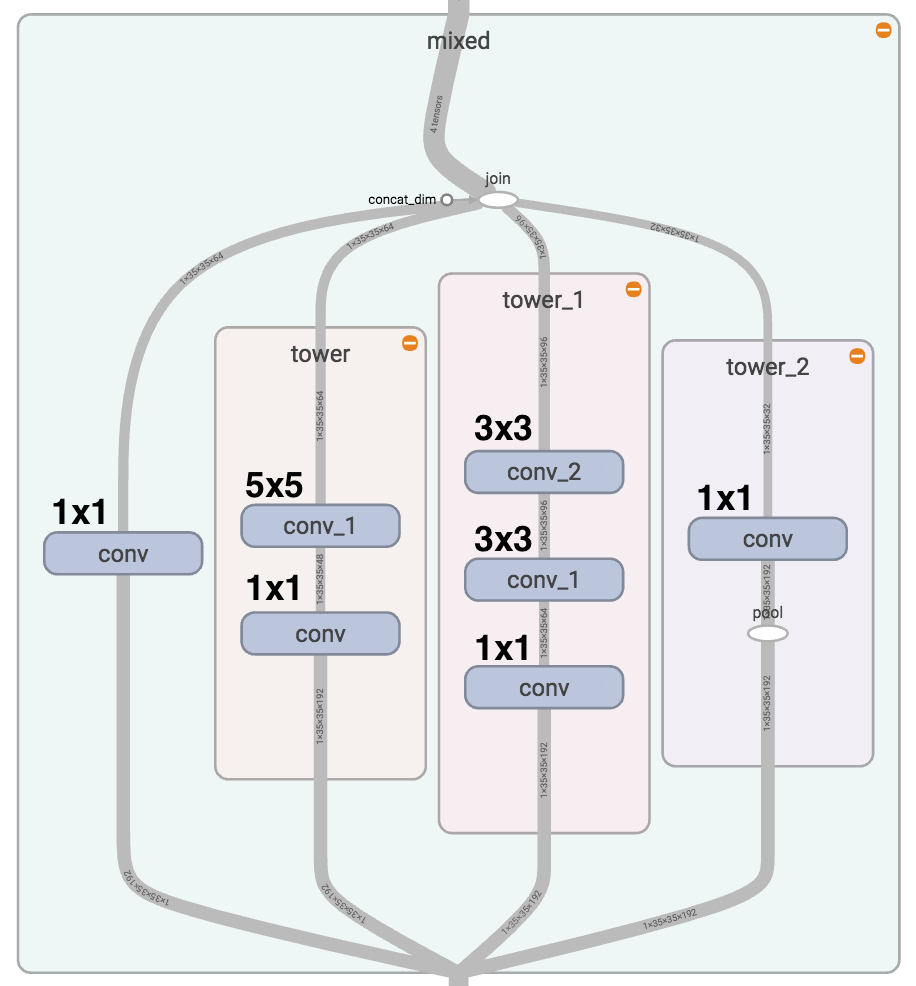 mixed
4 tensors
join
concat_dim
1×35×35×64
1×35×35×64
1×35×35×96
1×35×35×32
tower_1
tower
tower_2
1×35×35×96
1×35×35×64
1×35×35×32
3x3
conv_2
5x5
conv_1
1x1
conv
1x1
conv
1×35×35×96
3x3
conv_1
1×35×35×48
1x1
conv
1×35×35×192
pool
1×35×35×64
1x1
conv
1×35×35×192
1×35×35×192
1×35×35×192
1×35×35×192
1×35×35×192
1×35×35×192
1×35×35×192